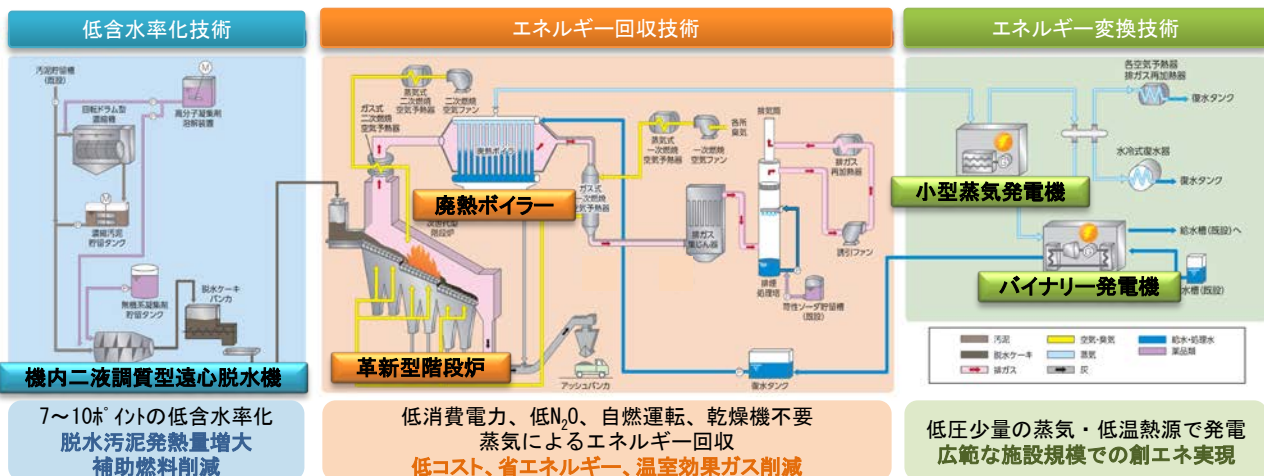 低含水率化技術
エネルギー回収技術
エネルギー変換技術
汚泥貯留槽
(既設)
M
高分子凝集剤
溶解装置
回転ドラム型
濃縮機
M
濃縮汚泥
貯留タンク
無機系凝集剤
貯留タンク
脱水ケーキ
バンカ
機内二液調質型遠心脱水機
蒸気式
二次燃焼
空気予熱器
二次燃焼
空気ファン
ガス式
二次燃焼
空気予熱器
廃熱ボイラ
廃熱ボイラー
次世代型
階段炉
革新型階段炉
蒸気式
一次燃焼
空気予熱器
一次燃焼
空気ファン
各所
臭気
ガス式
一次燃焼
空気予熱器
排ガス
集じん器
排気筒
排煙
処理塔
排ガス
再加熱器
誘引ファン
苛性ソーダ貯留槽
(既設)
アッシュバンカ
復水タンク
各空気予熱器
排ガス再加熱器
復水タンク
水冷式復水器
復水タンク
小型蒸気発電機
給水槽(既設)へ
バイナリー発電機
水槽(既設)
汚泥
空気・臭気
給水・処理水
脱水ケーキ
蒸気
薬品類
排ガス
灰
7～10ポイントの低含水率化
脱水汚泥発熱量増大
補助燃料削減
低消費電力、低N₂O、自燃運転、乾燥機不要
蒸気によるエネルギー回収
低コスト、省エネルギー、温室効果ガス削減
低圧少量の蒸気・低温熱源で発電
広範な施設規模での創エネ実現